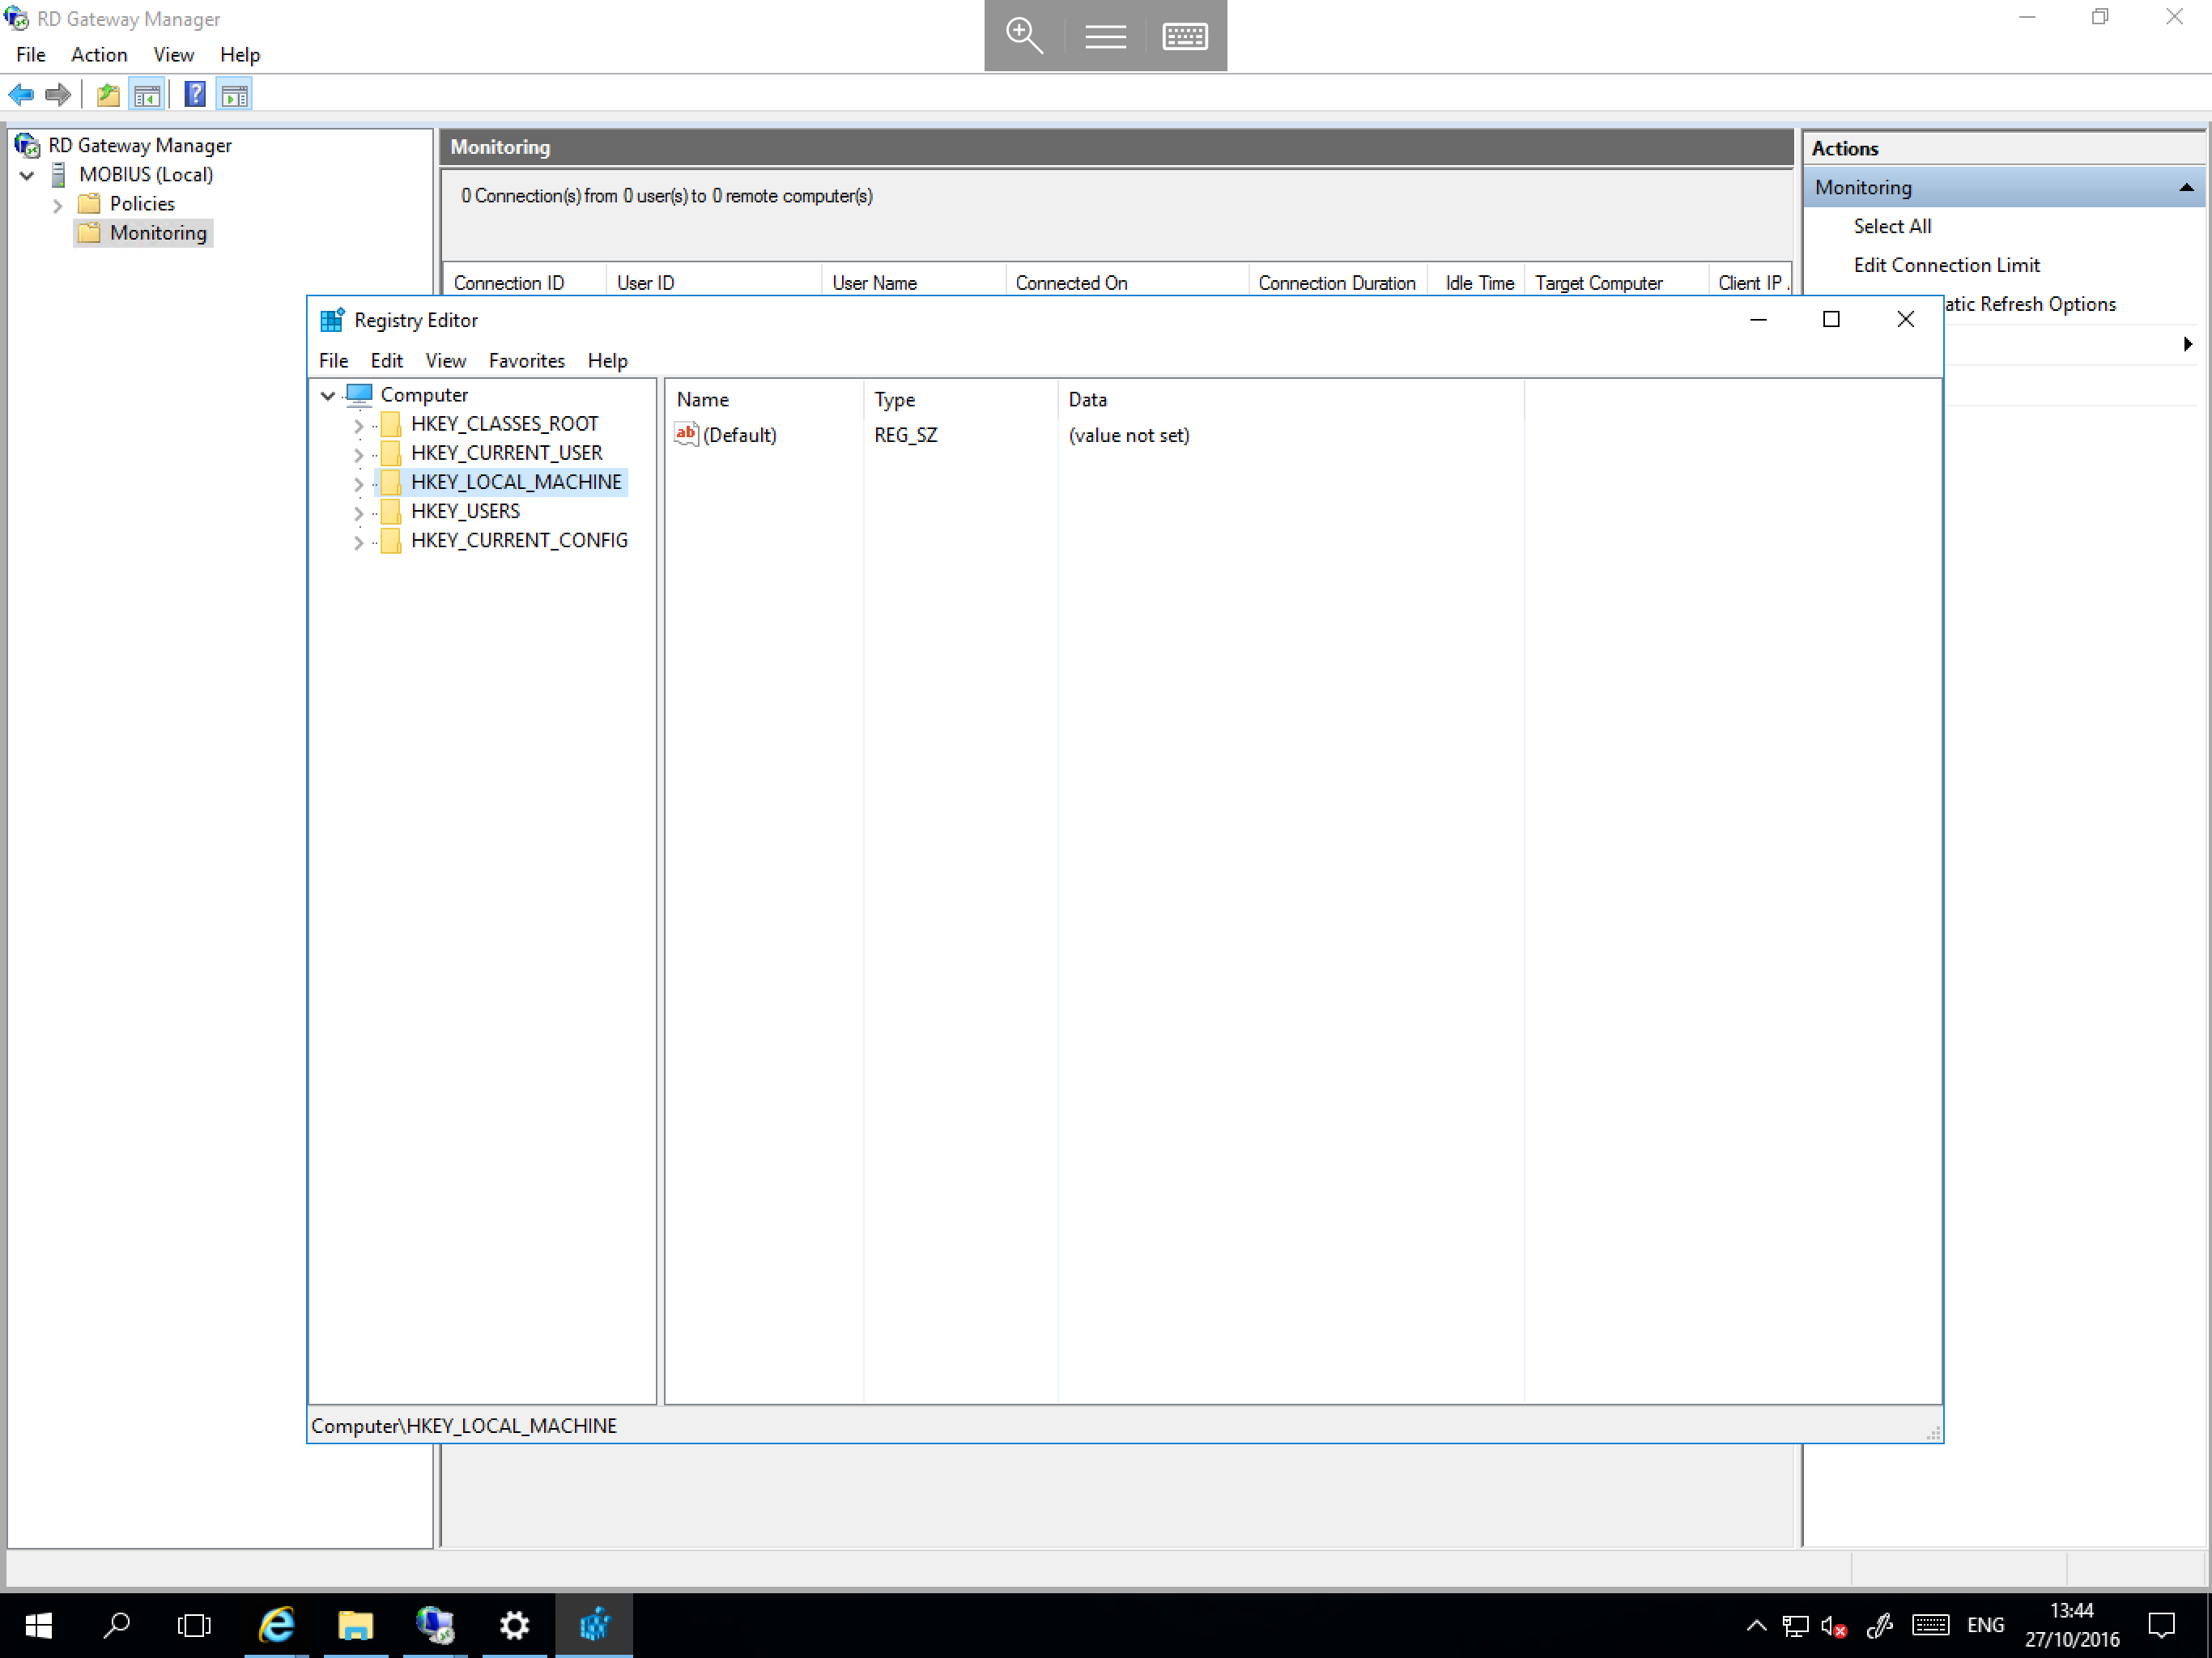 RD Gateway Manager
File Action View Help
RD Gateway Manager
MOBIUS (Local)
Policies
Monitoring
Monitoring
0 Connection(s) from 0 user(s) to 0 remote computer(s)
Connection ID User ID User Name Connected On Connection Duration Idle Time Target Computer Client IP
Actions
Monitoring
Select All
Edit Connection Limit
atic Refresh Options
Registry Editor
File Edit View Favorites Help
Computer
HKEY_CLASSES_ROOT
HKEY_CURRENT_USER
HKEY_LOCAL_MACHINE
HKEY_USERS
HKEY_CURRENT_CONFIG
Name Type Data
ab (Default) REG_SZ (value not set)
Computer\HKEY_LOCAL_MACHINE
ENG
13:44
27/10/2016